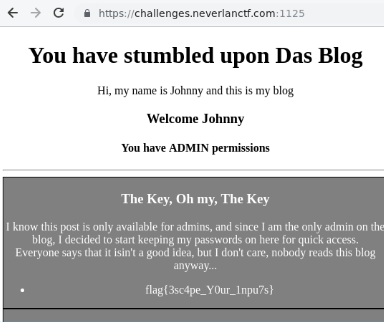 https://challenges.neverlanctf.com:1125
You have stumbled upon Das Blog
Hi, my name is Johnny and this is my blog
Welcome Johnny
You have ADMIN permissions
The Key, Oh my, The Key
I know this post is only available for admins, and since I am the only admin on the
blog, I decided to start keeping my passwords on here for quick access.
Everyone says that it isin't a good idea, but I don't care, nobody reads this blog
anyway...
flag{3sc4pe_Y0ur_1npu7s}